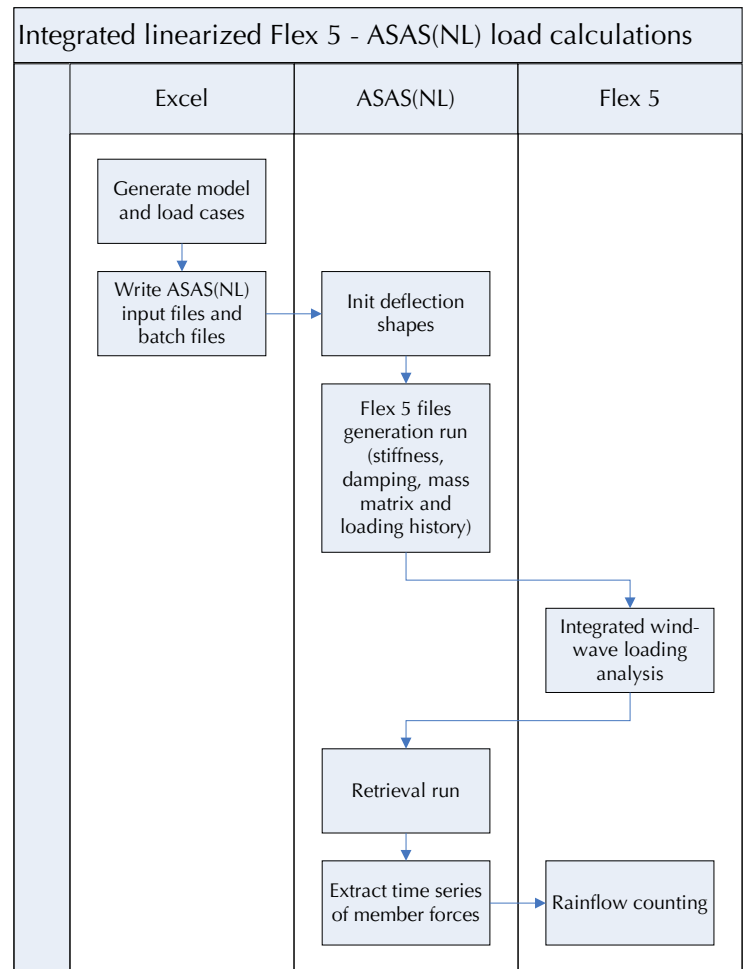 Integrated linearized Flex 5 - ASAS(NL) load calculations
Excel
ASAS(NL)
Flex 5
Generate model
and load cases
Write ASAS(NL)
input files and
batch files
Init deflection
shapes
Flex 5 files
generation run
(stiffness,
damping, mass
matrix and
loading history)
Integrated wind-
wave loading
analysis
Retrieval run
Extract time series
of member forces
Rainflow counting